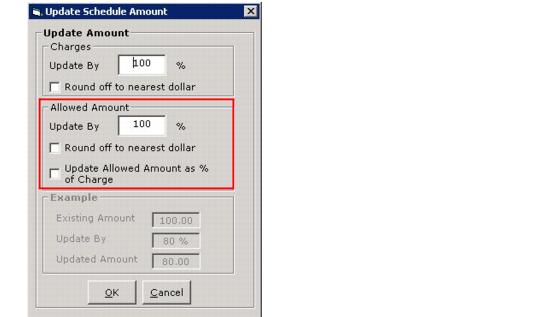 Update Schedule Amount
Update Amount
Charges
Update By 100 %
Round off to nearest dollar
Allowed Amount
Update By 100 %
Round off to nearest dollar
Update Allowed Amount as %
of Charge
Example
Existing Amount 100.00
Update By 80 %
Updated Amount 80.00
OK Cancel